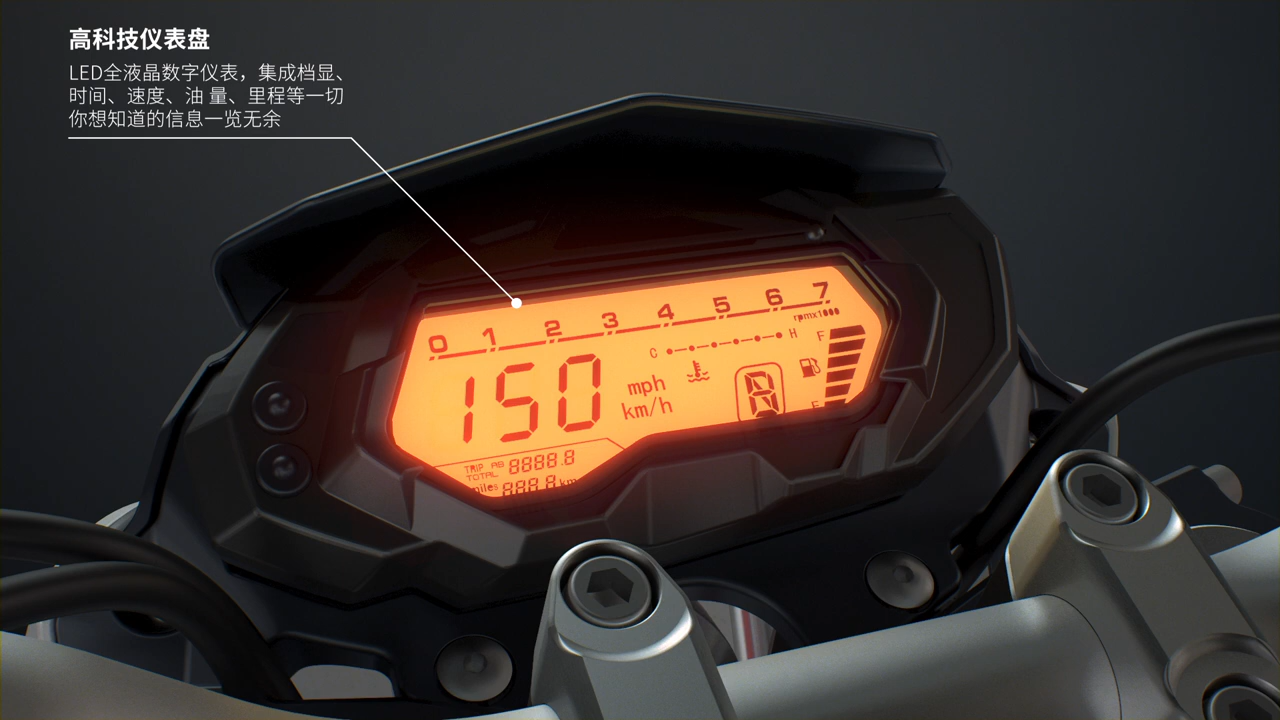 高科技仪表盘
LED全液晶数字仪表，集成档显、
时间、速度、油 量、里程等一切
你想知道的信息一览无余
0 1 2 3 4 5 6 7
rpmx1000
C H F
150 mph
km/h
E
TRIP AB 8888.8
TOTAL
miles 888.8 km